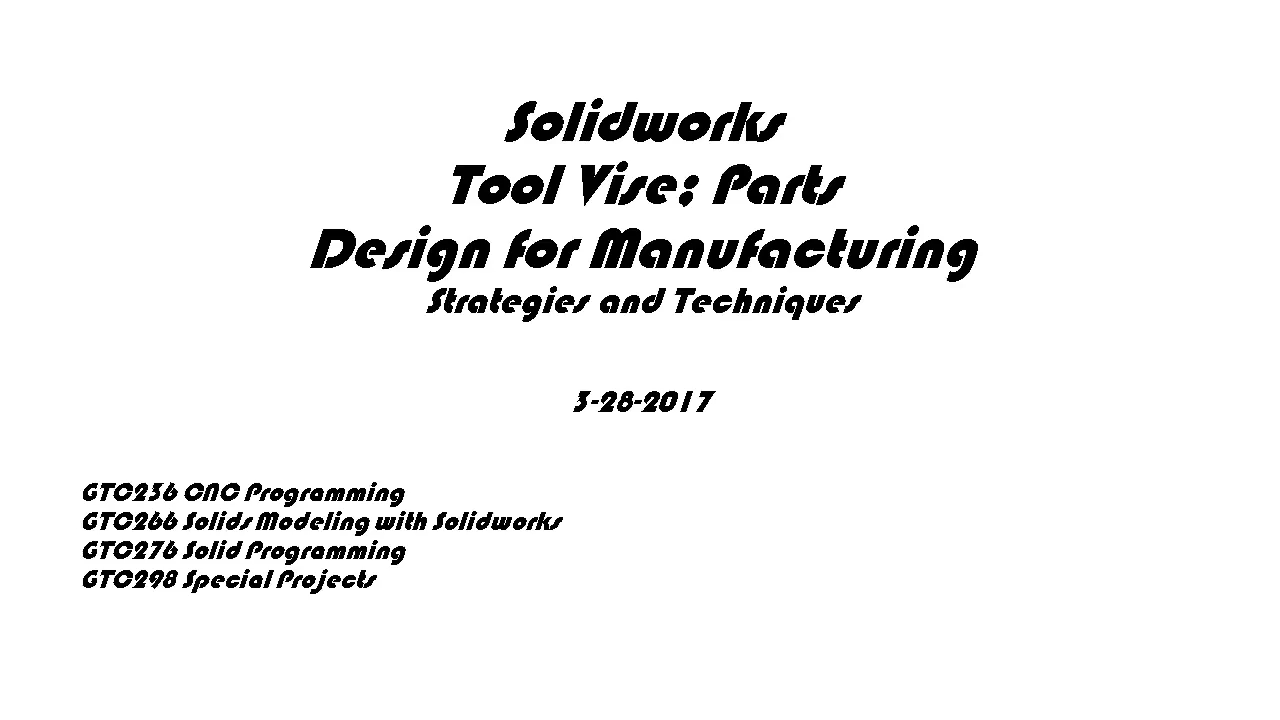 Solidworks
Tool Vise; Parts
Design for Manufacturing
Strategies and Techniques
3-28-2017
GTC236 CNC Programming
GTC266 Solids Modeling with Solidworks
GTC276 Solid Programming
GTC298 Special Projects